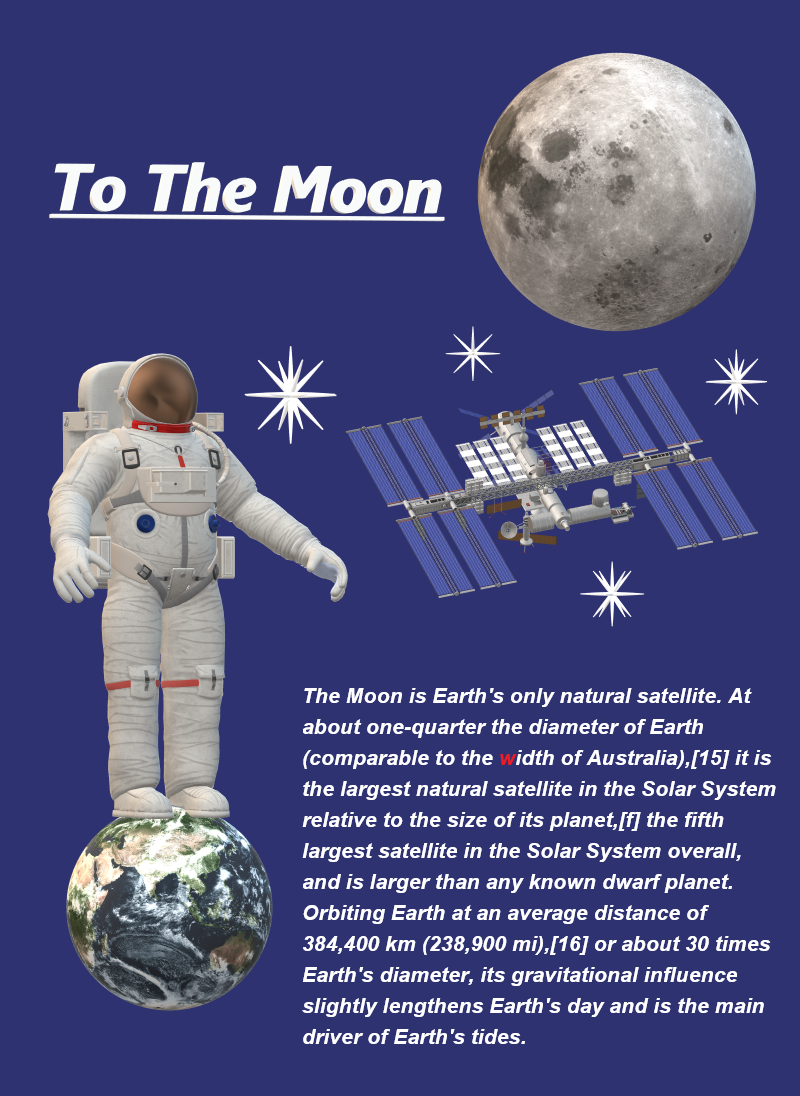 To The Moon
The Moon is Earth's only natural satellite. At
about one-quarter the diameter of Earth
(comparable to the width of Australia),[15] it is
the largest natural satellite in the Solar System
relative to the size of its planet,[f] the fifth
largest satellite in the Solar System overall,
and is larger than any known dwarf planet.
Orbiting Earth at an average distance of
384,400 km (238,900 mi),[16] or about 30 times
Earth's diameter, its gravitational influence
slightly lengthens Earth's day and is the main
driver of Earth's tides.